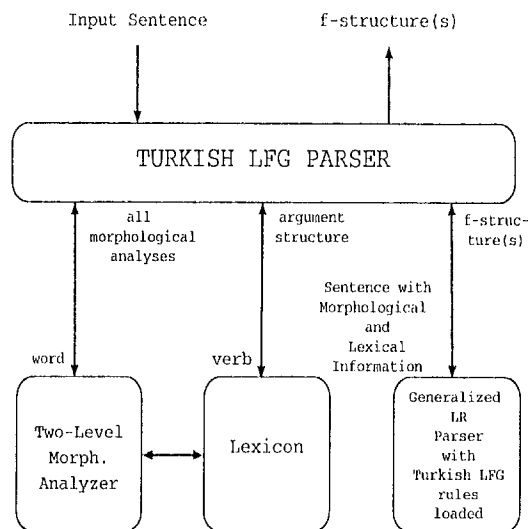 Input Sentence
f-structure(s)
TURKISH LFG PARSER
all
morphological
analyses
argument
structure
f-struc-
ture(s)
Sentence with
Morphological
and
Lexical
Information
word
verb
Two-Level
Morph.
Analyzer
Lexicon
Generalized
LR
Parser
with
Turkish LFG
rules
loaded